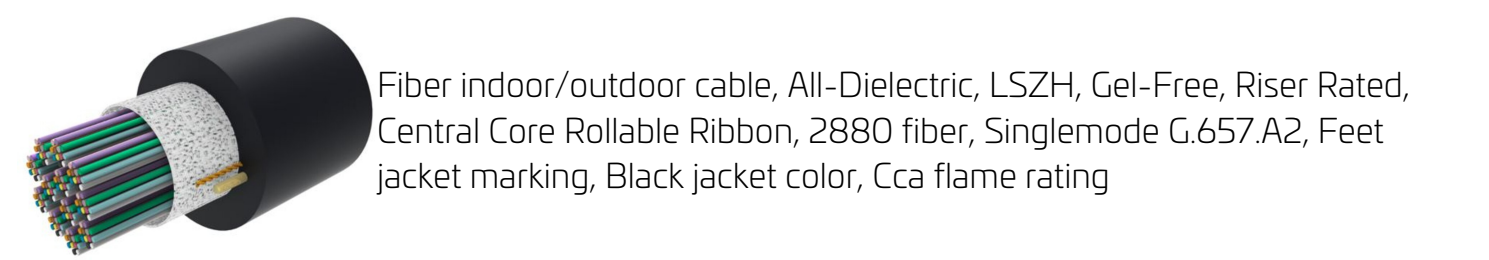 Fiber indoor/outdoor cable, All-Dielectric, LSZH, Gel-Free, Riser Rated,
Central Core Rollable Ribbon, 2880 fiber, Singlemode G.657.A2, Feet
jacket marking, Black jacket color, Cca flame rating